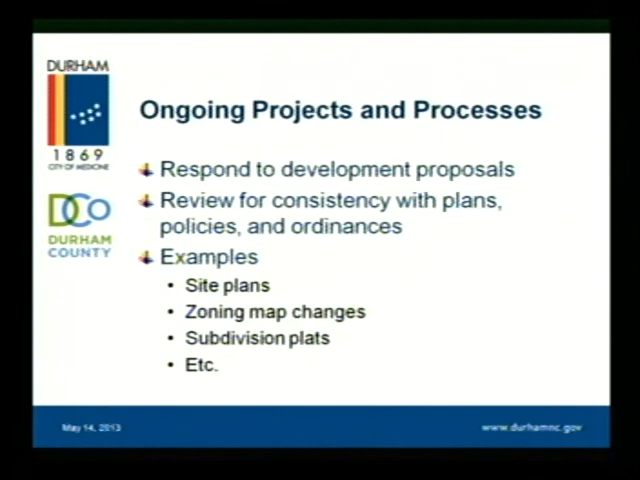 DURHAM
1869
CITY OF MEDICINE
DCo
DURHAM
COUNTY
Ongoing Projects and Processes
Respond to development proposals
Review for consistency with plans,
policies, and ordinances
Examples
• Site plans
• Zoning map changes
• Subdivision plats
• Etc.
May 14, 2013
www.durhamnc.gov